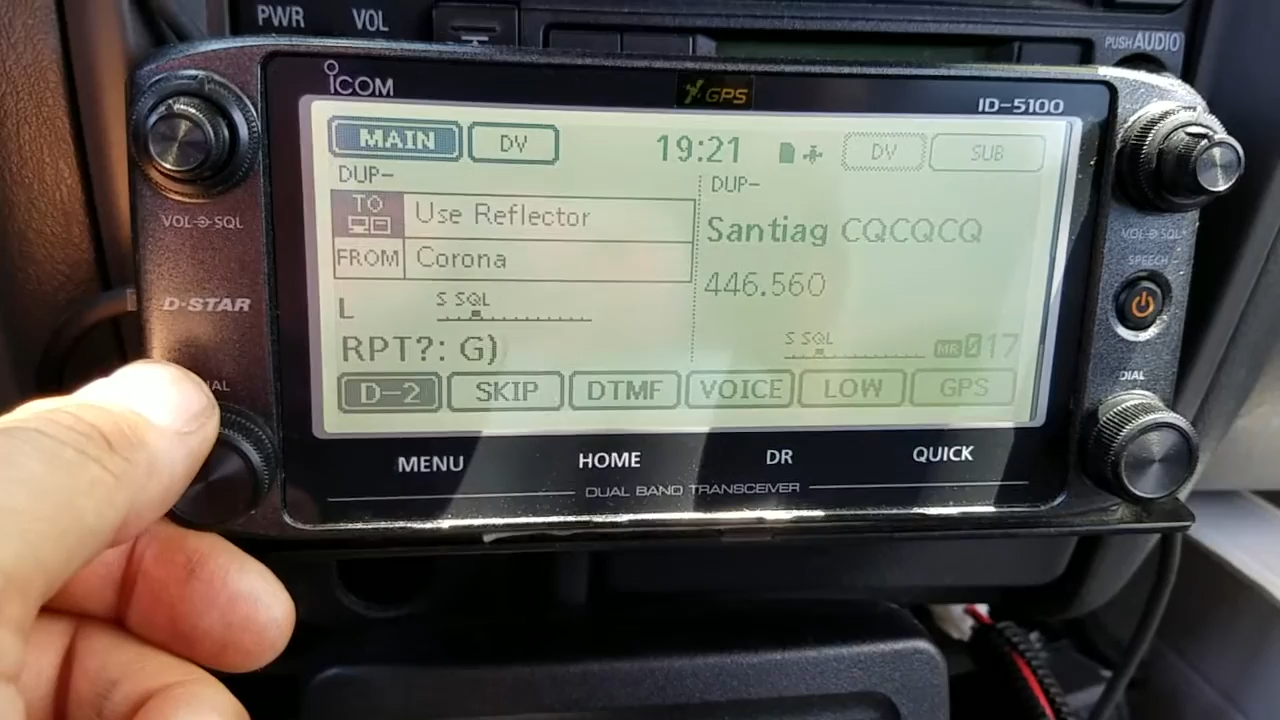 PWR VOL
PUSH AUDIO
ICOM
GPS
ID-5100
MAIN DV 19:21 DV SUB
DUP-
DUP-
TO Use Reflector
FROM Corona
Santiag CQCQCQ
446.560
L
S SQL
RPT?: G)
S SQL
MR 017
D-2 SKIP DTMF VOICE LOW GPS
MENU HOME DR QUICK
DUAL BAND TRANSCEIVER
VOL SQL
D-STAR
VOL SQL
SPEECH
DIAL